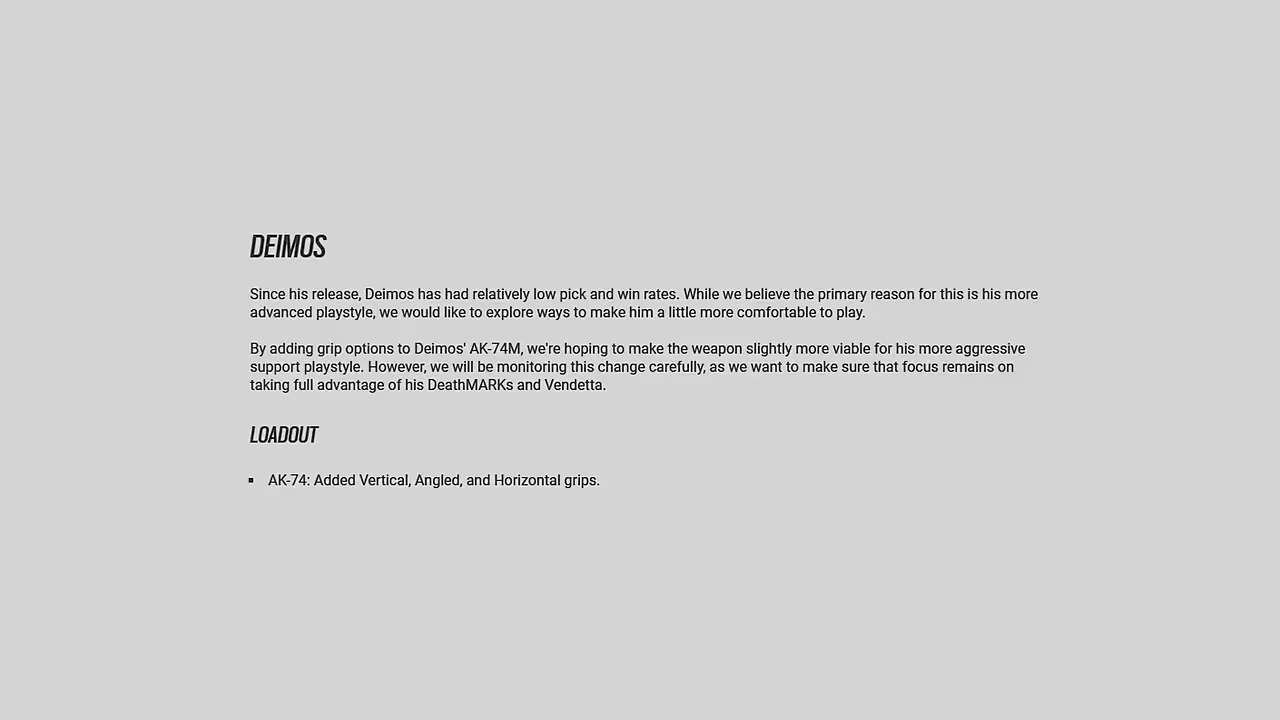 DEIMOS
Since his release, Deimos has had relatively low pick and win rates. While we believe the primary reason for this is his more
advanced playstyle, we would like to explore ways to make him a little more comfortable to play.
By adding grip options to Deimos' AK-74M, we're hoping to make the weapon slightly more viable for his more aggressive
support playstyle. However, we will be monitoring this change carefully, as we want to make sure that focus remains on
taking full advantage of his DeathMARKs and Vendetta.
LOADOUT
▪ AK-74: Added Vertical, Angled, and Horizontal grips.